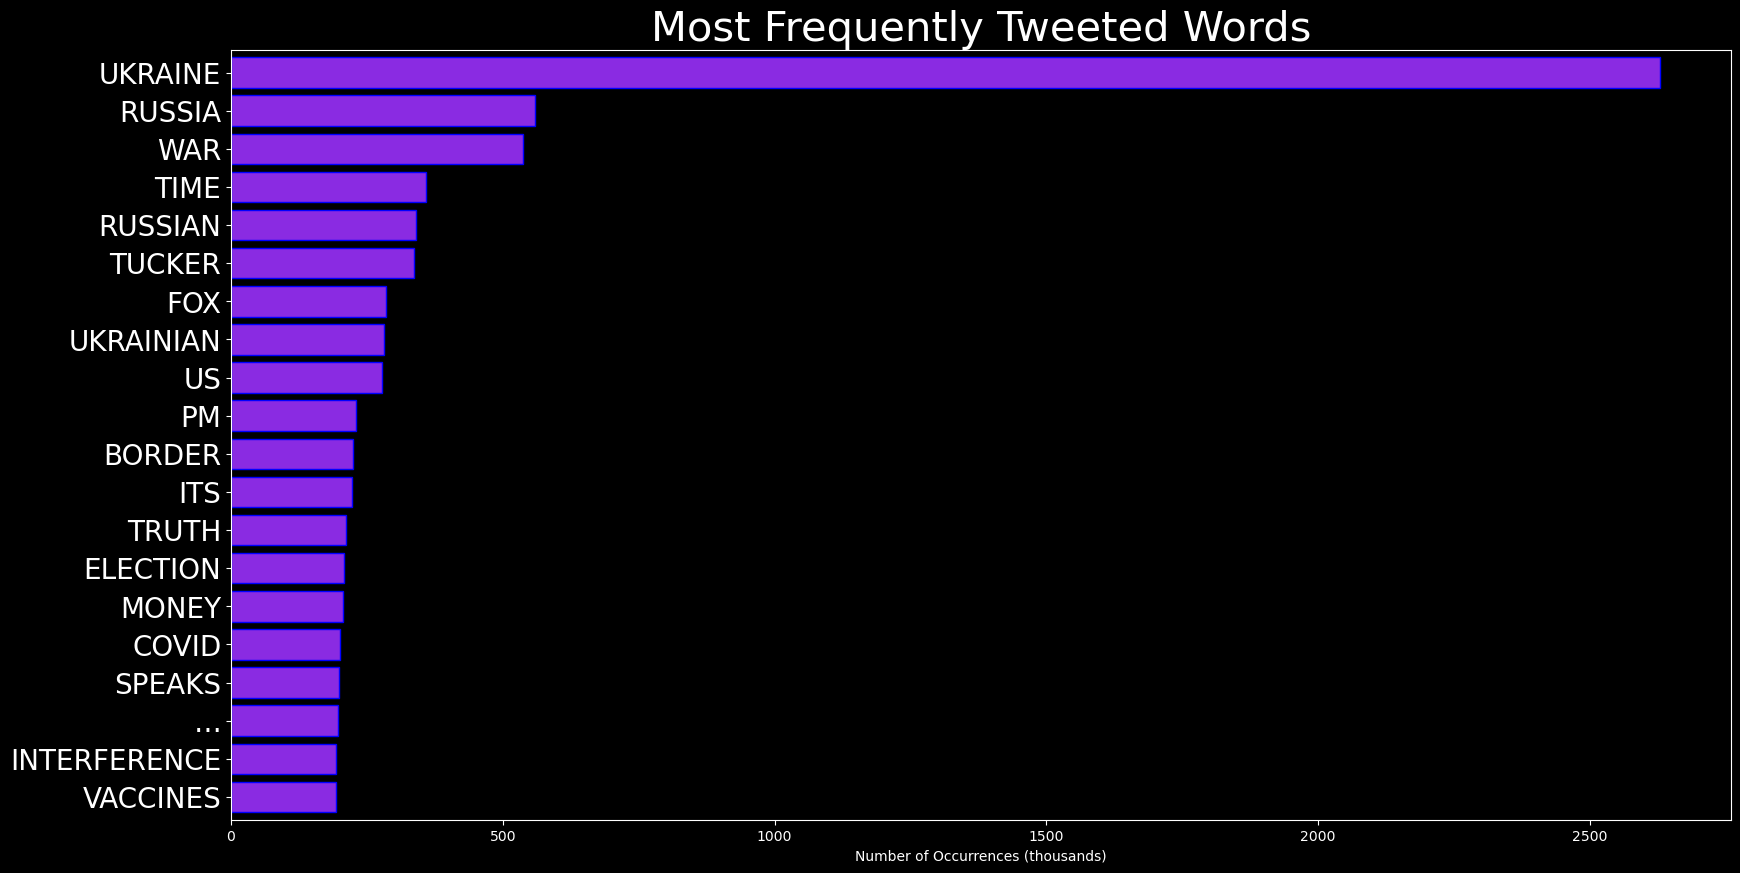 Most Frequently Tweeted Words
UKRAINE
RUSSIA
WAR
TIME
RUSSIAN
TUCKER
FOX
UKRAINIAN
US
PM
BORDER
ITS
TRUTH
ELECTION
MONEY
COVID
SPEAKS
...
INTERFERENCE
VACCINES
0 500 1000 1500 2000 2500
Number of Occurrences (thousands)